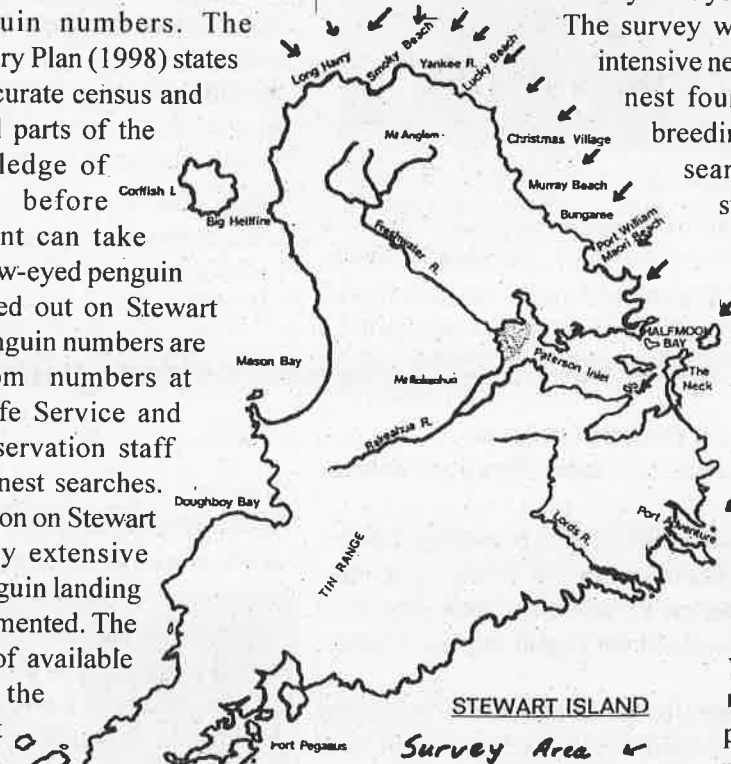 guin numbers. The
ry Plan (1998) states
curate census and
l parts of the
ledge of
before
nt can take
w-eyed penguin
ed out on Stewart
nguin numbers are
om numbers at
fe Service and
servation staff
nest searches.
on on Stewart
y extensive
guin landing
mented. The
of available
the
The survey w
intensive ne
nest four
breedin
sear
s
Long Harry
Smoky Beach
Yankee R.
Lucky Beach
Mt Anglem
Christmas Village
Murray Beach
Bungaree
Port William
Maori Beach
Codfish I.
Big Hellfire
Freshwater R.
HALFMOON
BAY
Paterson Inlet
The
Neck
Mason Bay
Mt Rakeahua
Rakeahua R.
Doughboy Bay
TIN RANGE
Lords R.
Port Adventure
Port Pegasus
STEWART ISLAND
Survey Area
p